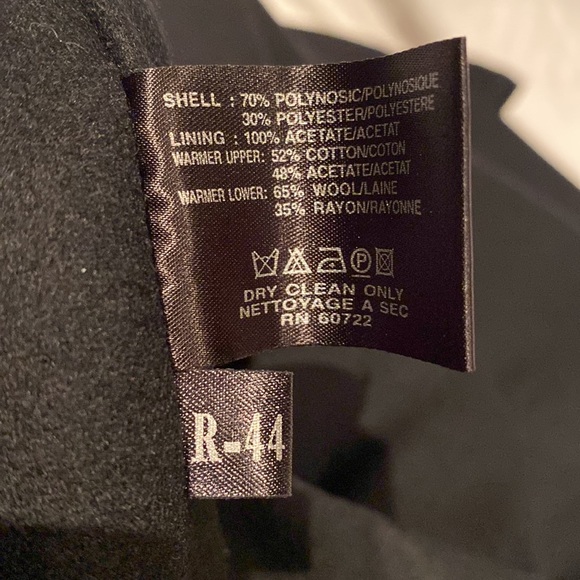 SHELL : 70% POLYNOSIC/POLYNOSIQUE
30% POLYESTER/POLYESTERE
LINING : 100% ACETATE/ACETAT
WARMER UPPER: 52% COTTON/COTON
48% ACETATE/ACETAT
WARMER LOWER: 65% WOOL/LAINE
35% RAYON/RAYONNE
P
DRY CLEAN ONLY
NETTOYAGE A SEC
RN 60722
R-44